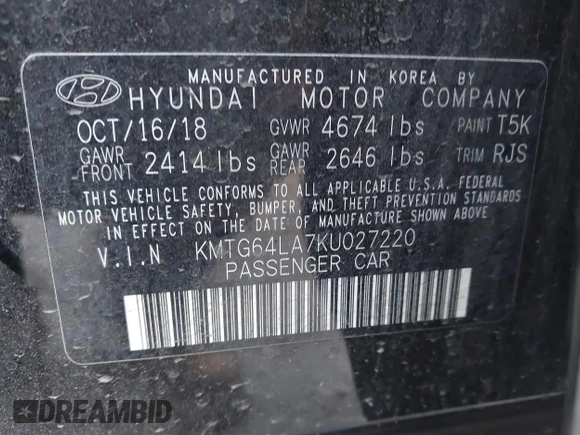 MANUFACTURED IN KOREA BY
HYUNDAI MOTOR COMPANY
OCT/16/18 GVWR 4674 lbs PAINT T5K
GAWR FRONT 2414 lbs GAWR REAR 2646 lbs TRIM RJS
THIS VEHICLE CONFORMS TO ALL APPLICABLE U.S.A. FEDERAL
MOTOR VEHICLE SAFETY, BUMPER, AND THEFT PREVENTION STANDARDS
IN EFFECT ON THE DATE OF MANUFACTURE SHOWN ABOVE.
V.I.N KMTG64LA7KU027220
PASSENGER CAR
DREAMBID